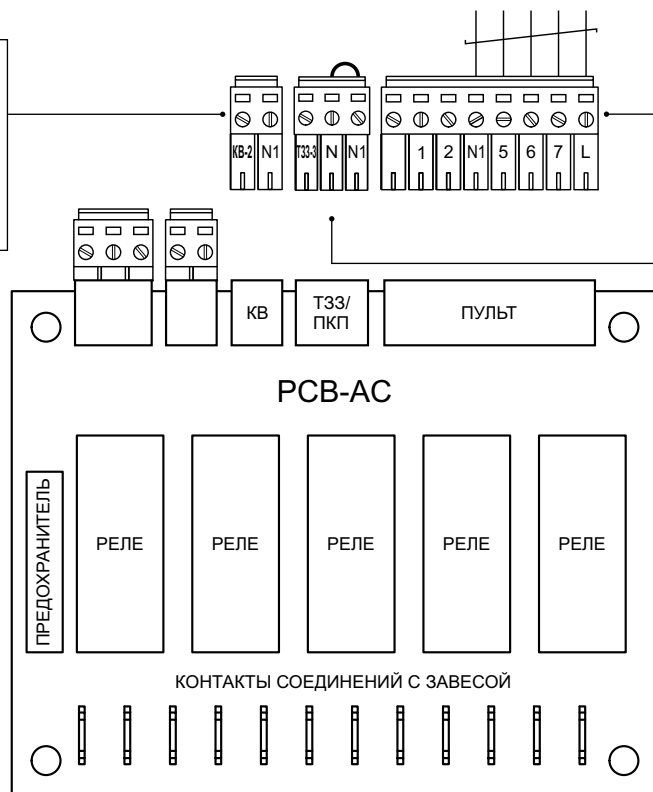 КВ-2 N1 ТЗЗ-3 N N1 1 2 N1 5 6 7 L
КВ
ТЗЗ/
ПКП
ПУЛЬТ
PCB-AC
ПРЕДОХРАНИТЕЛЬ
РЕЛЕ РЕЛЕ РЕЛЕ РЕЛЕ РЕЛЕ
КОНТАКТЫ СОЕДИНЕНИЙ С ЗАВЕСОЙ